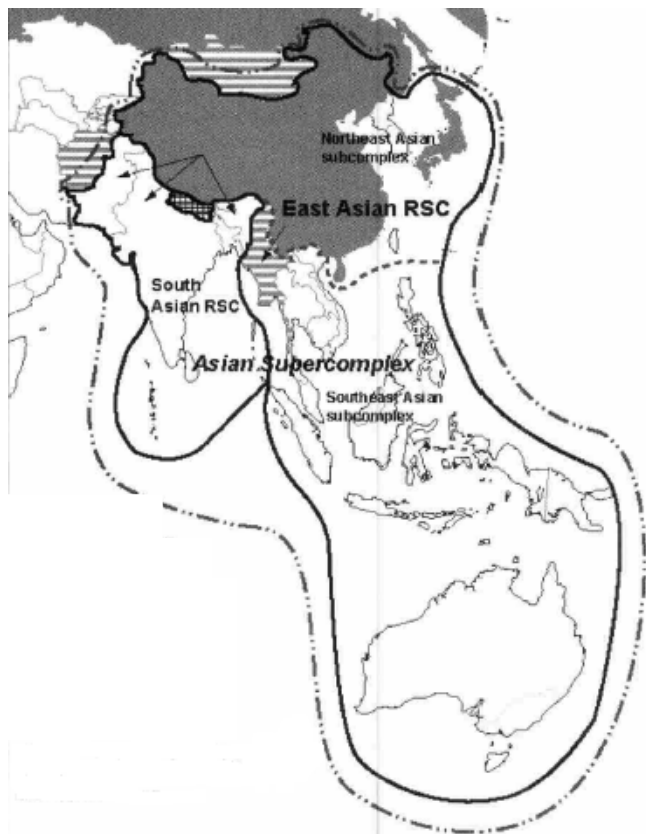 Northeast Asian
subcomplex
East Asian RSC
South
Asian RSC
Asian Supercomplex
Southeast Asian
subcomplex